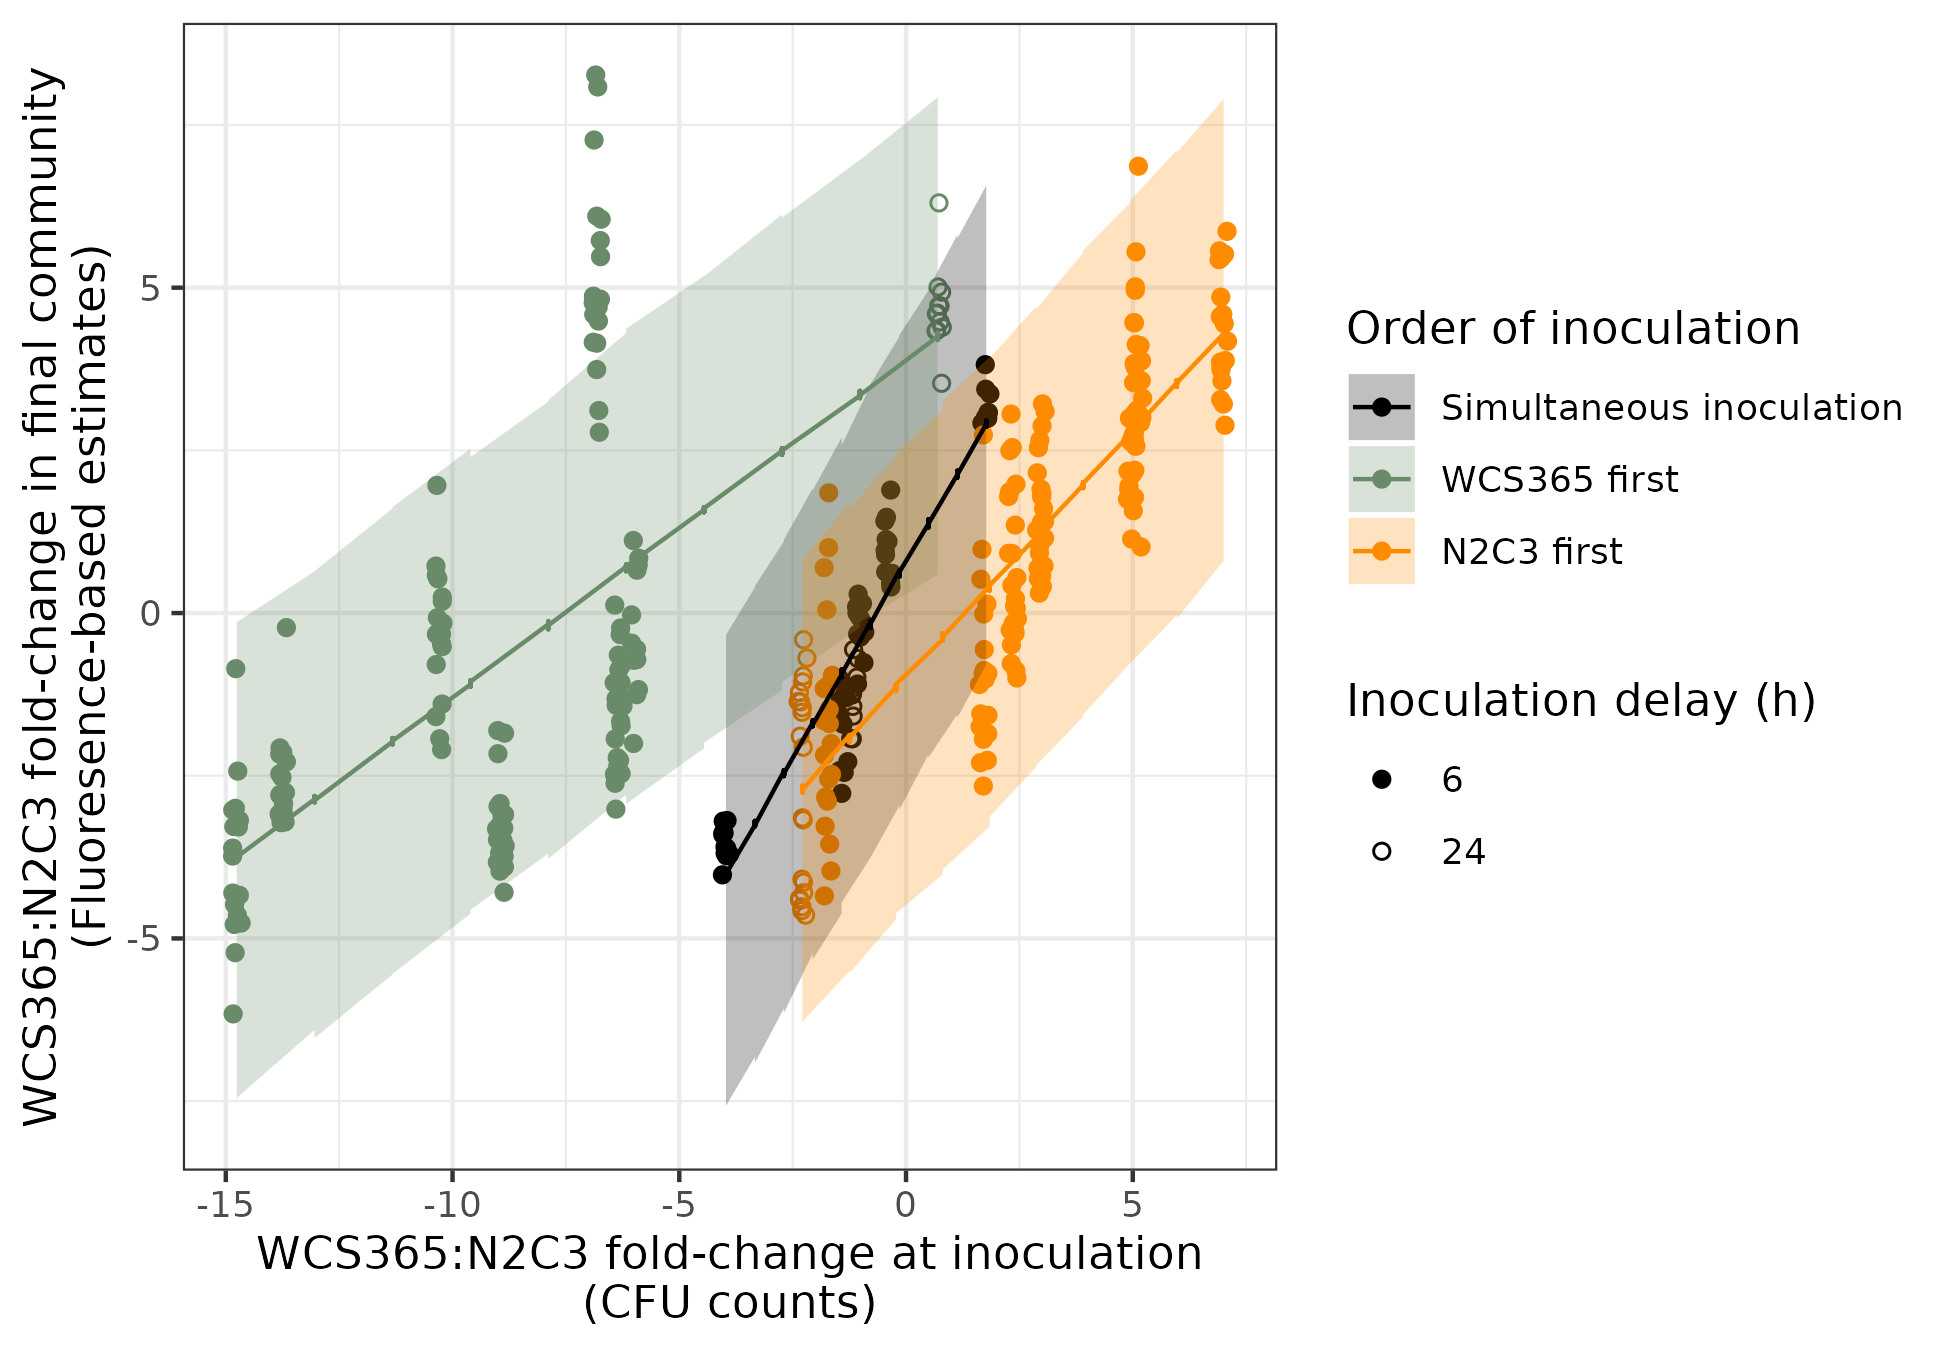 WCS365:N2C3 fold-change in final community
(Fluoresence-based estimates)
5
0
-5
-15
-10
-5
0
5
WCS365:N2C3 fold-change at inoculation
(CFU counts)
Order of inoculation
Simultaneous inoculation
WCS365 first
N2C3 first
Inoculation delay (h)
6
24